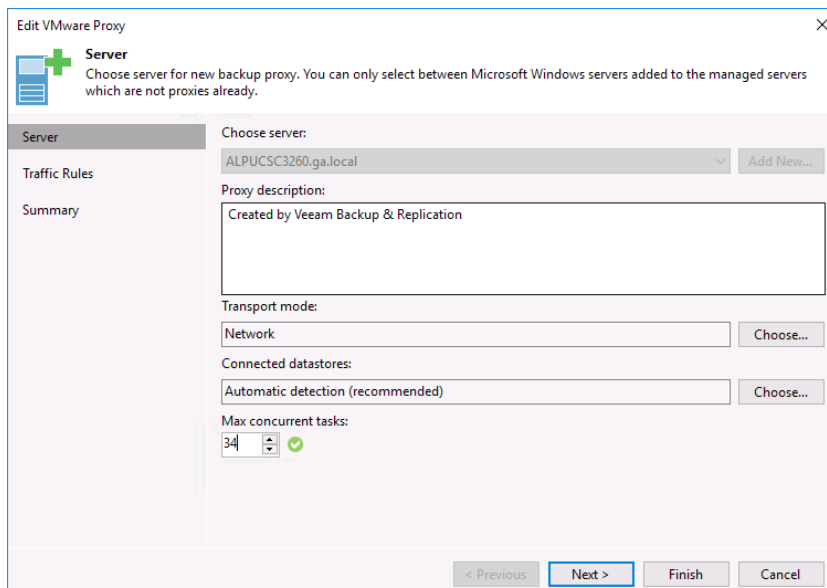 Edit VMware Proxy
Server
Choose server for new backup proxy. You can only select between Microsoft Windows servers added to the managed servers
which are not proxies already.
Server
Traffic Rules
Summary
Choose server:
ALPUCSC3260.ga.local
Add New...
Proxy description:
Created by Veeam Backup & Replication
Transport mode:
Network
Choose...
Connected datastores:
Automatic detection (recommended)
Choose...
Max concurrent tasks:
34
< Previous
Next >
Finish
Cancel